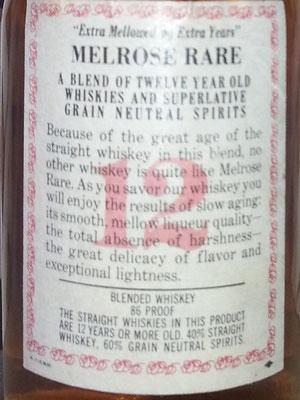 "Extra Mellowed by Extra Years"
MELROSE RARE
A BLEND OF TWELVE YEAR OLD
WHISKIES AND SUPERLATIVE
GRAIN NEUTRAL SPIRITS
12
Because of the great age of the
straight whiskey in this blend, no
other whiskey is quite like Melrose
Rare. As you savor our whiskey you
will enjoy the results of slow aging:
its smooth, mellow, liqueur quality—
the total absence of harshness—
the great delicacy of flavor and
exceptional lightness.
BLENDED WHISKEY
86 PROOF
THE STRAIGHT WHISKIES IN THIS PRODUCT
ARE 12 YEARS OR MORE OLD. 40% STRAIGHT
WHISKEY, 60% GRAIN NEUTRAL SPIRITS.